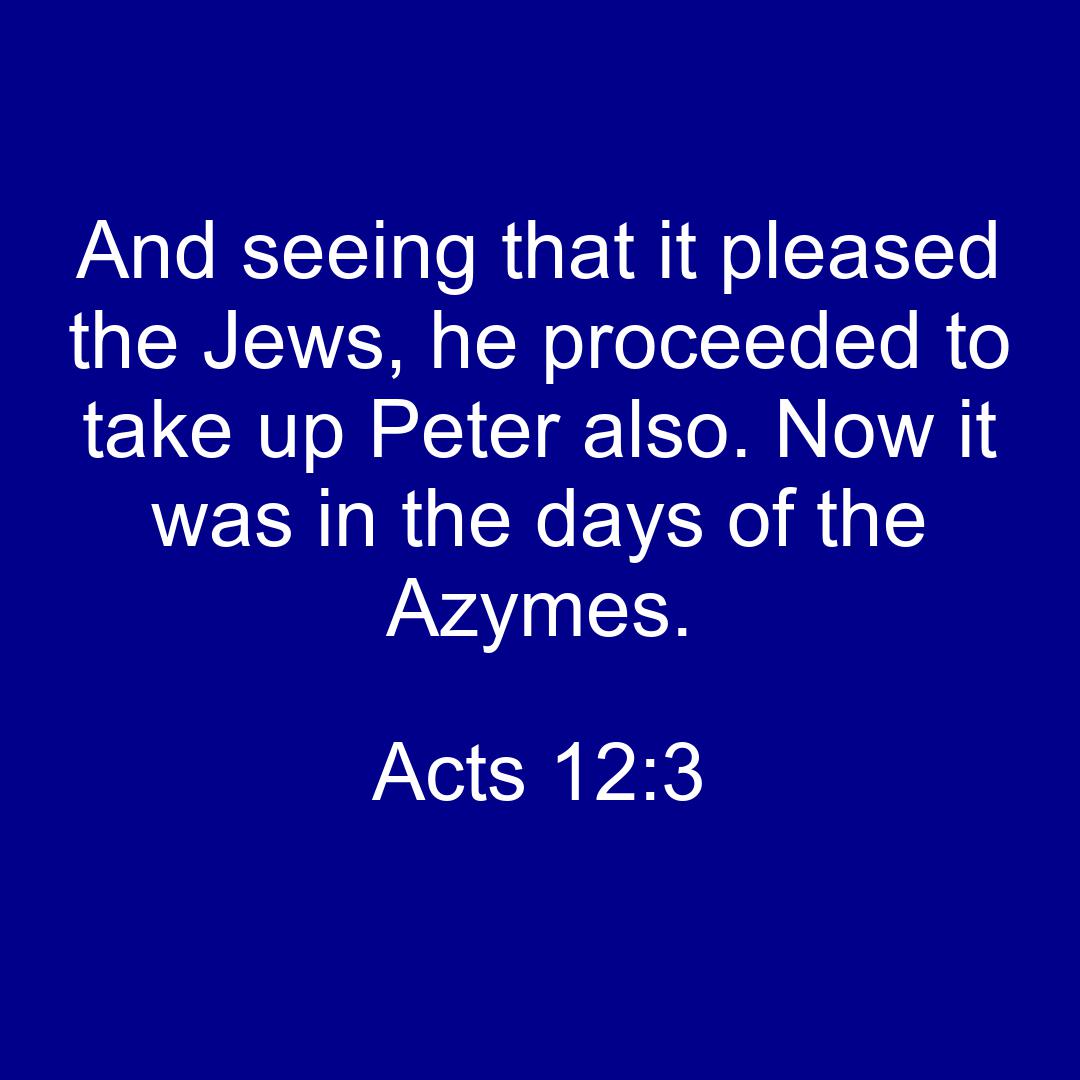 And seeing that it pleased
the Jews, he proceeded to
take up Peter also. Now it
was in the days of the
Azymes.
Acts 12:3